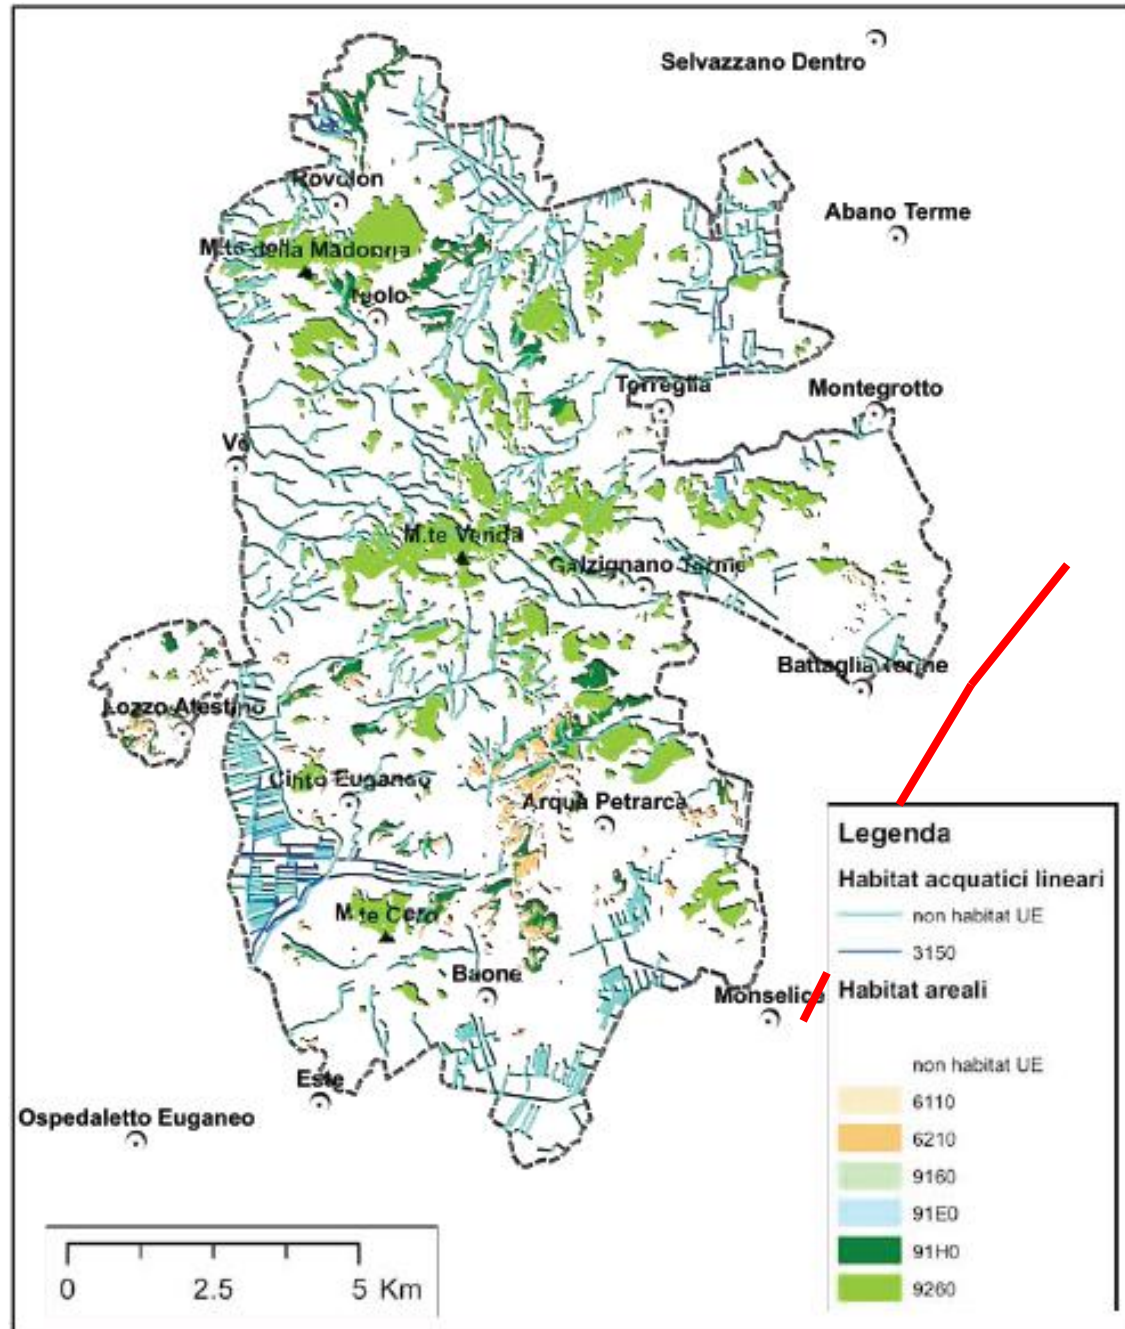 Selvazzano Dentro
Rovolon
Abano Terme
M.te della Madonna
Teolo
Torreglia
Montegrotto
Vo
M.te Venda
Galzignano Terme
Battaglia Terme
Lozzo Atestino
Cinto Euganeo
Arquà Petrarca
M.te Cero
Baone
Monselice
Este
Ospedaletto Euganeo
Legenda
Habitat acquatici lineari
non habitat UE
3150
Habitat areali
non habitat UE
6110
6210
9160
91E0
91H0
9260
0 2.5 5 Km